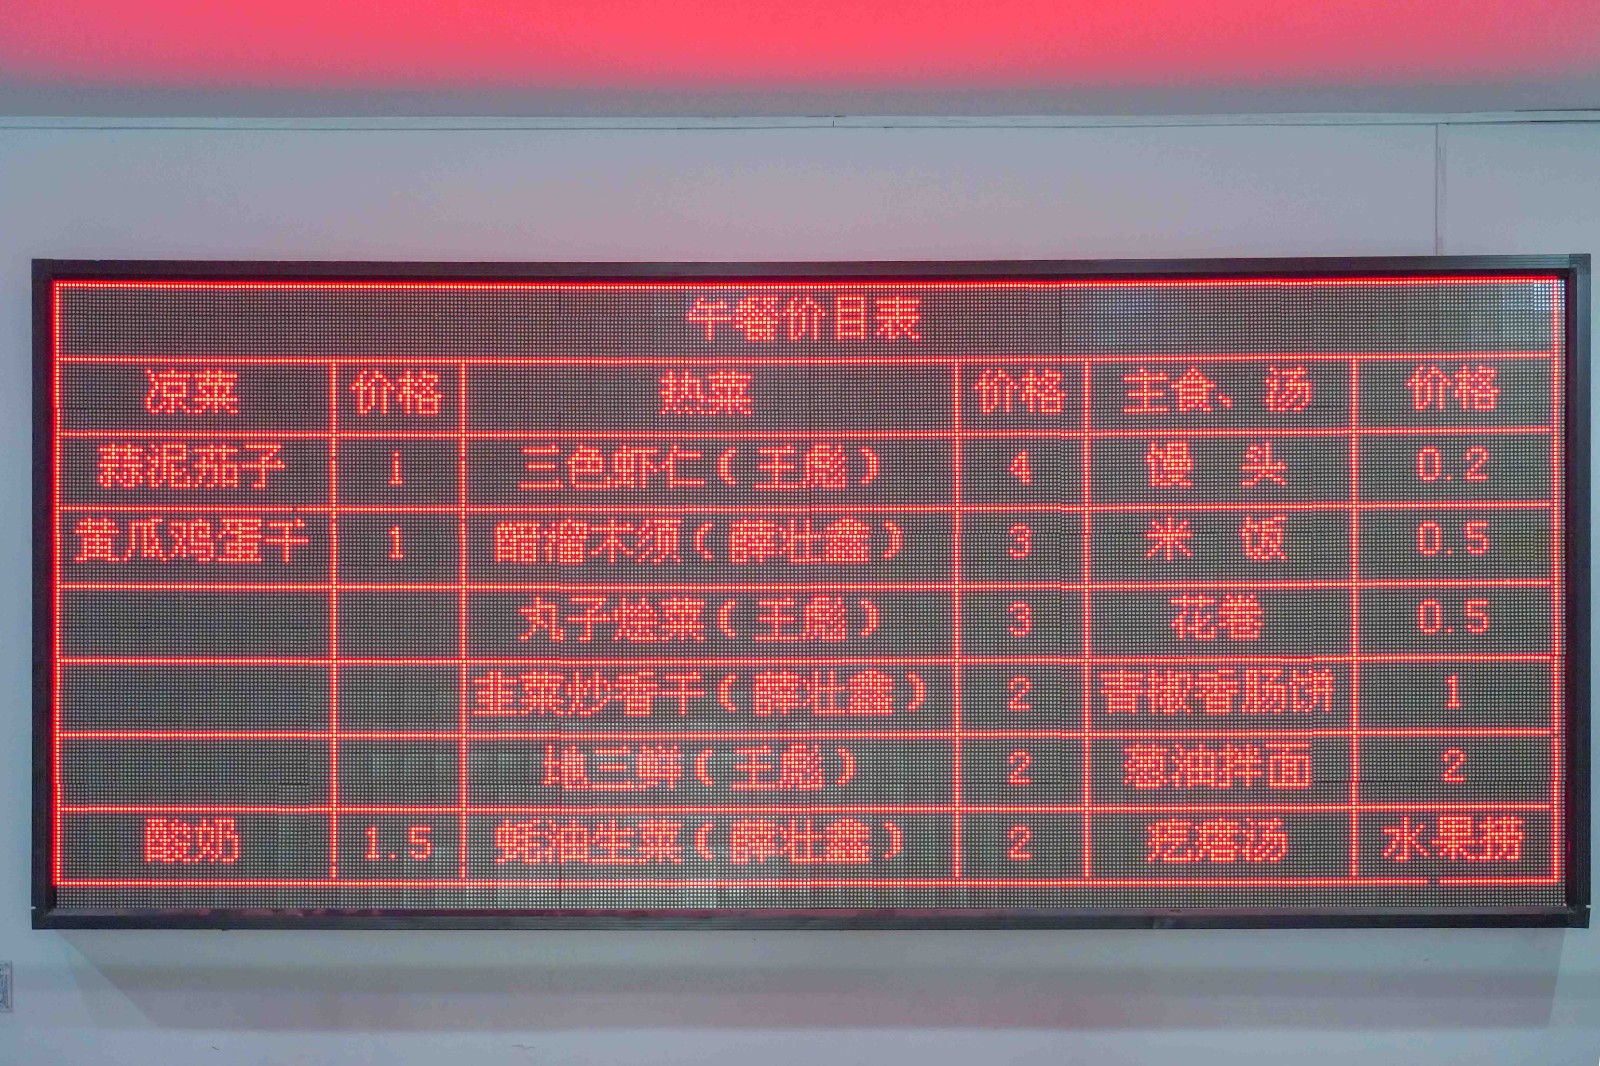 午餐价目表
凉菜 价格 热菜 价格 主食、汤 价格
蒜泥茄子 1 三色虾仁(王彪) 4 馒 头 0.2
黄瓜鸡蛋干 1 醋溜木须(薛壮鑫) 3 米 饭 0.5
丸子烩菜(王彪) 3 花卷 0.5
韭菜炒香干(薛壮鑫) 2 青椒香肠饼 1
地三鲜(王彪) 2 葱油拌面 2
酸奶 1.5 蚝油生菜(薛壮鑫) 2 疙瘩汤 水果捞